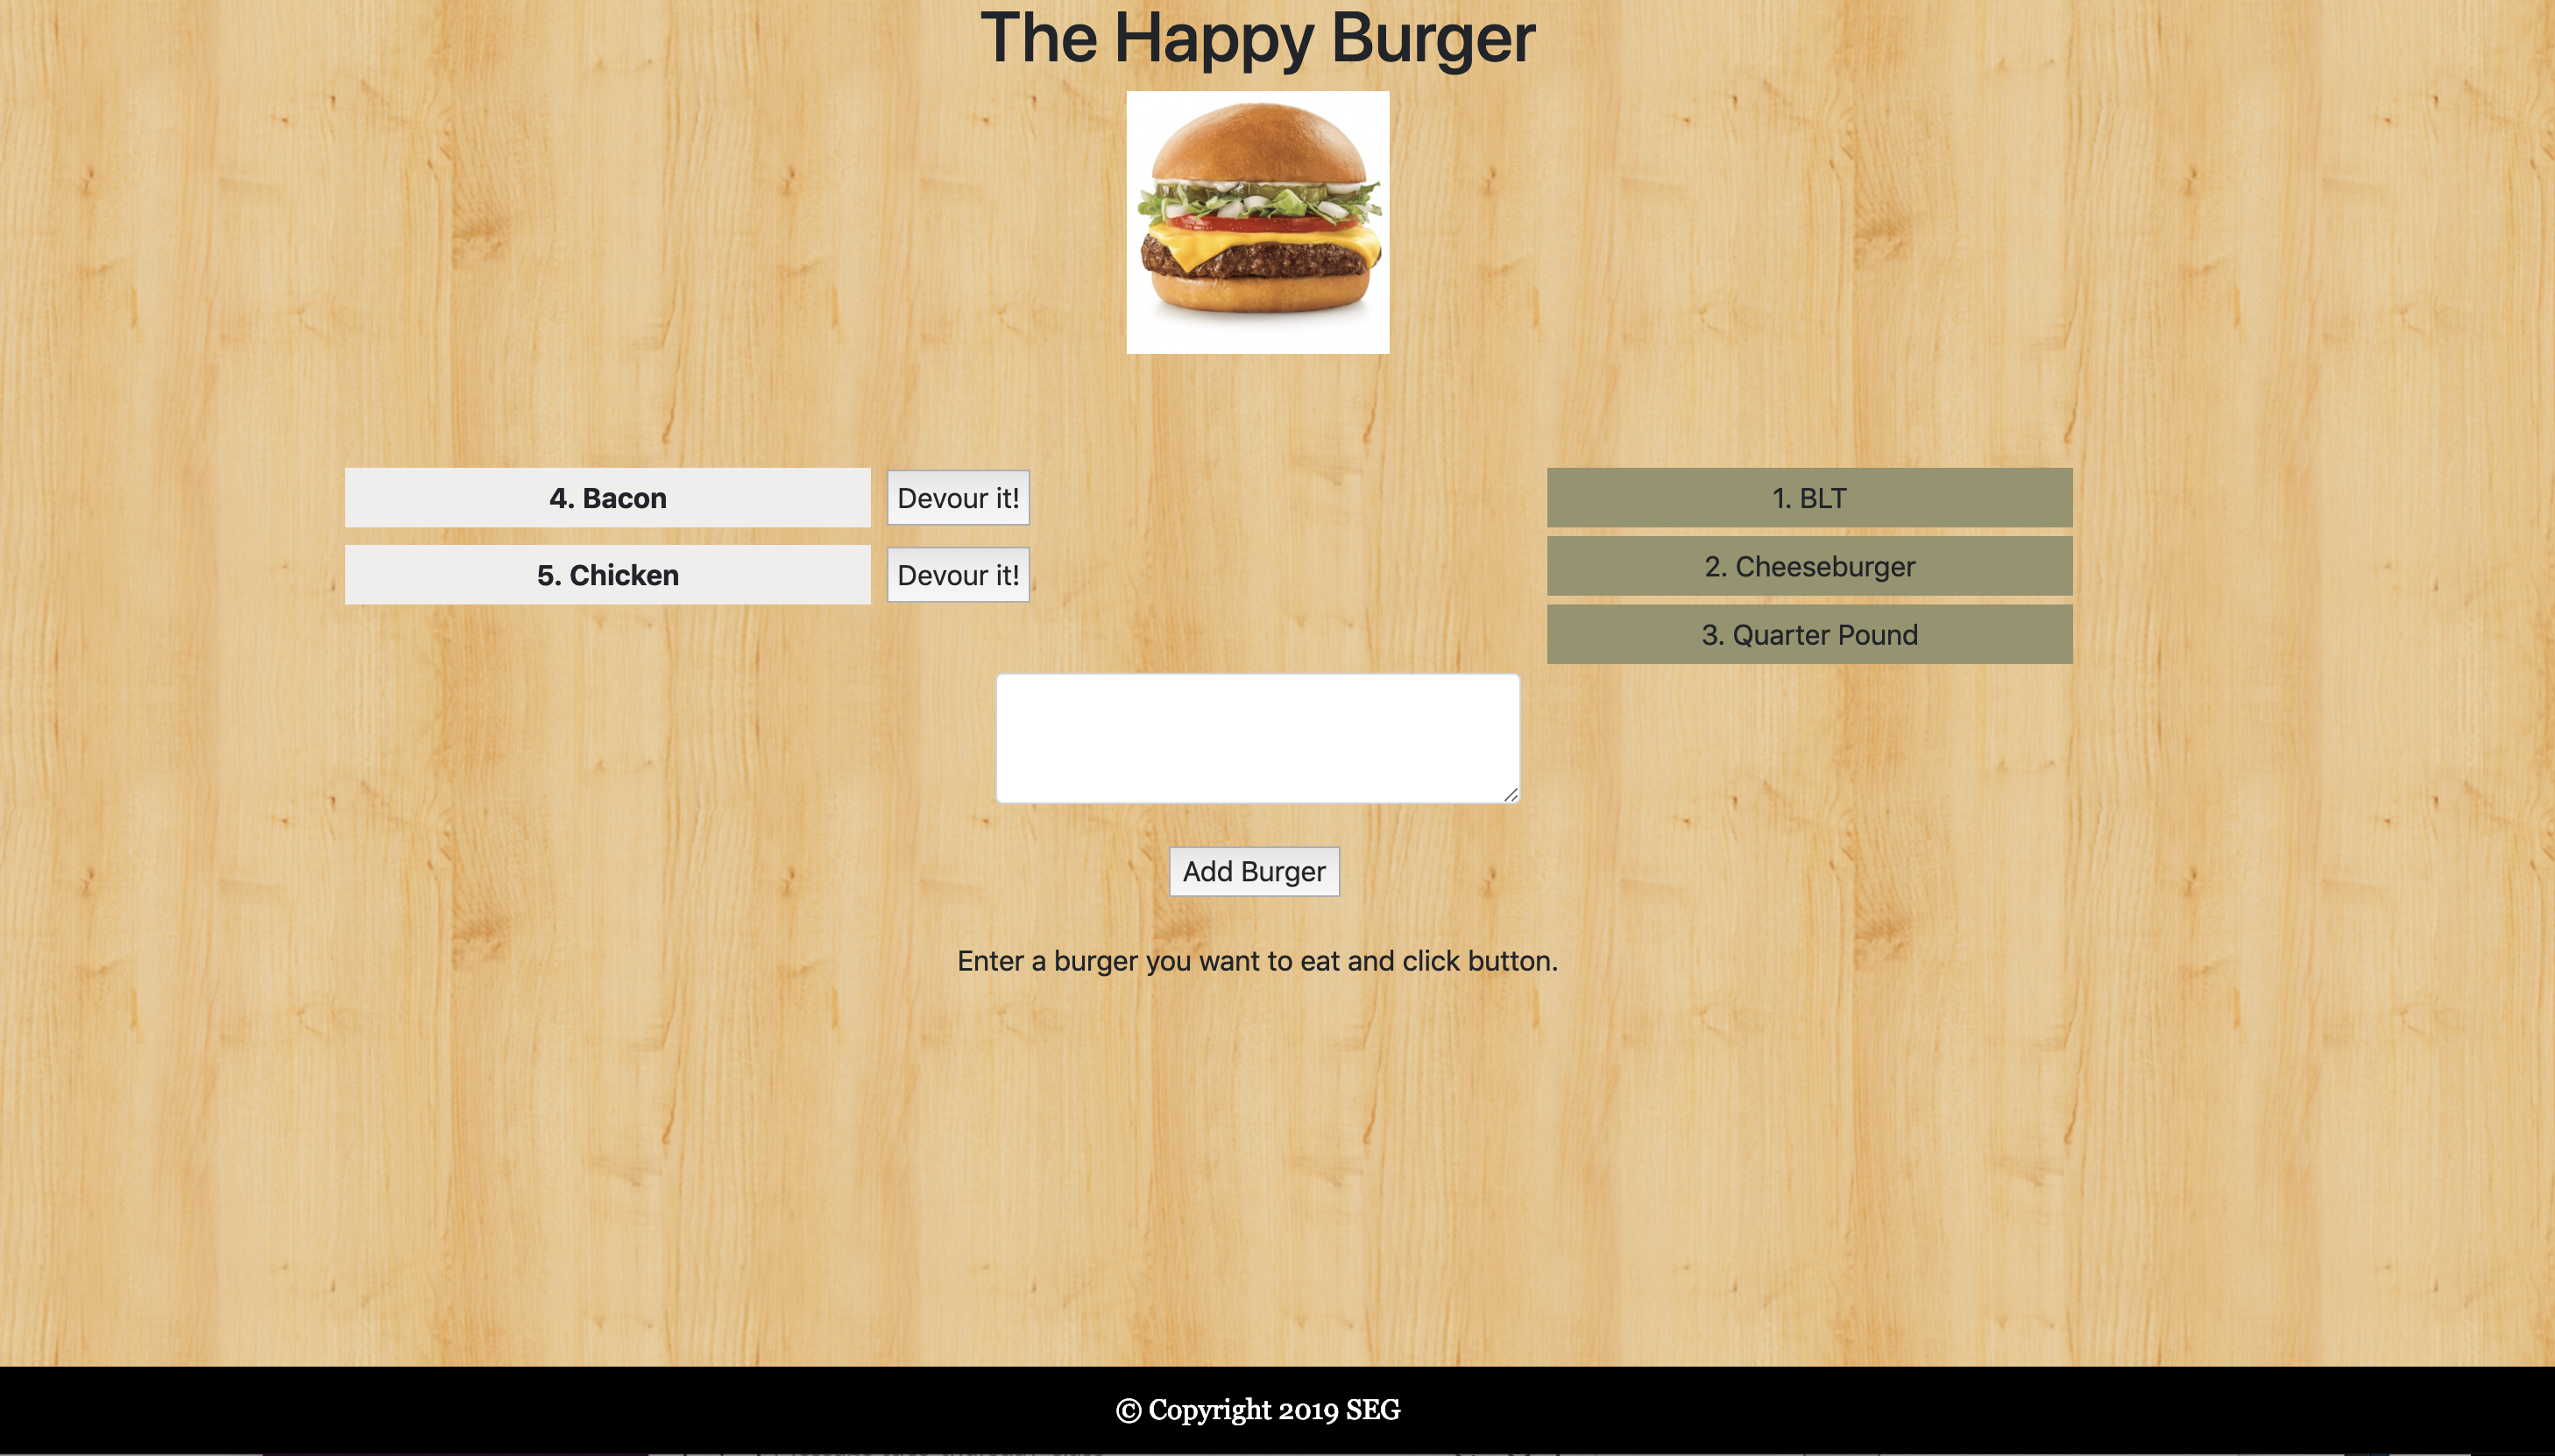 The Happy Burger
4. Bacon
Devour it!
5. Chicken
Devour it!
1. BLT
2. Cheeseburger
3. Quarter Pound
Add Burger
Enter a burger you want to eat and click button.
© Copyright 2019 SEG